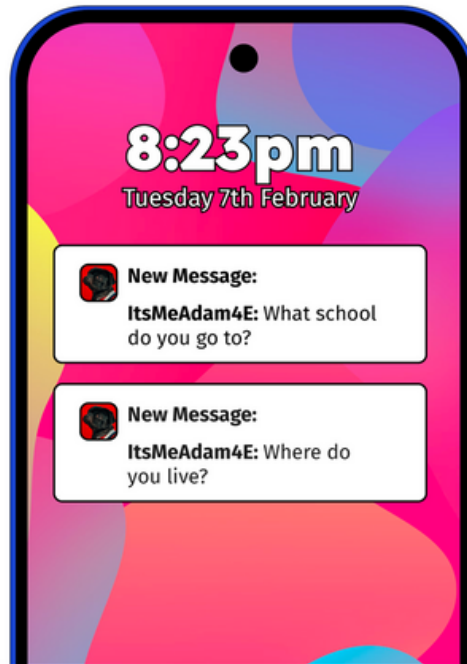 8:23pm
Tuesday 7th February
New Message:
ItsMeAdam4E: What school
do you go to?
New Message:
ItsMeAdam4E: Where do
you live?